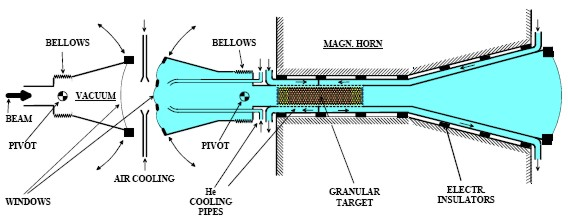 BELLOWS
BELLOWS
MAGN. HORN
VACUUM
BEAM
PIVOT
PIVOT
AIR COOLING
WINDOWS
He
COOLING
PIPES
GRANULAR
TARGET
ELECTR.
INSULATORS